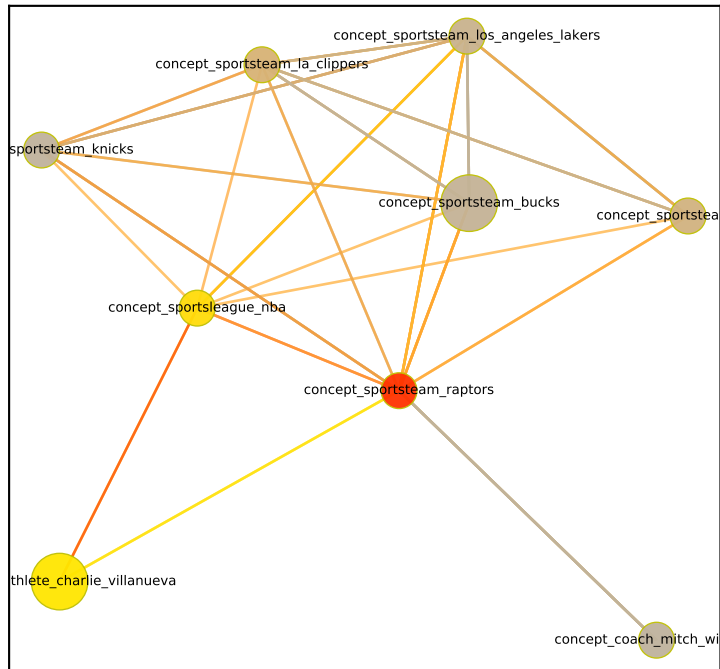 concept_sportsteam_los_angeles_lakers
concept_sportsteam_la_clippers
sportsteam_knicks
concept_sportsteam_bucks
concept_sportstea
concept_sportsleague_nba
concept_sportsteam_raptors
thlete_charlie_villanueva
concept_coach_mitch_wi